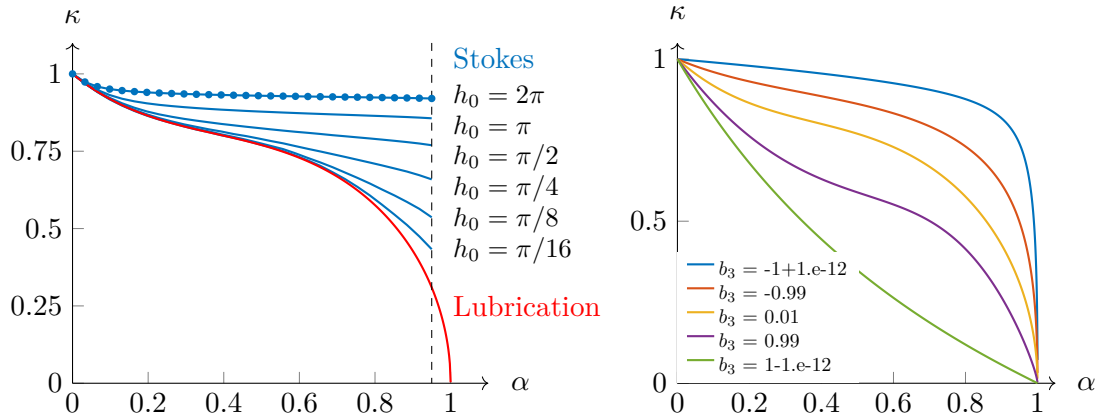 κ
1
0.75
0.5
0.25
0
0 0.2 0.4 0.6 0.8 1
α
Stokes
h₀ = 2π
h₀ = π
h₀ = π/2
h₀ = π/4
h₀ = π/8
h₀ = π/16
Lubrication
κ
1
0.5
0
0 0.2 0.4 0.6 0.8 1
α
b₃ = -1+1.e-12
b₃ = -0.99
b₃ = 0.01
b₃ = 0.99
b₃ = 1-1.e-12